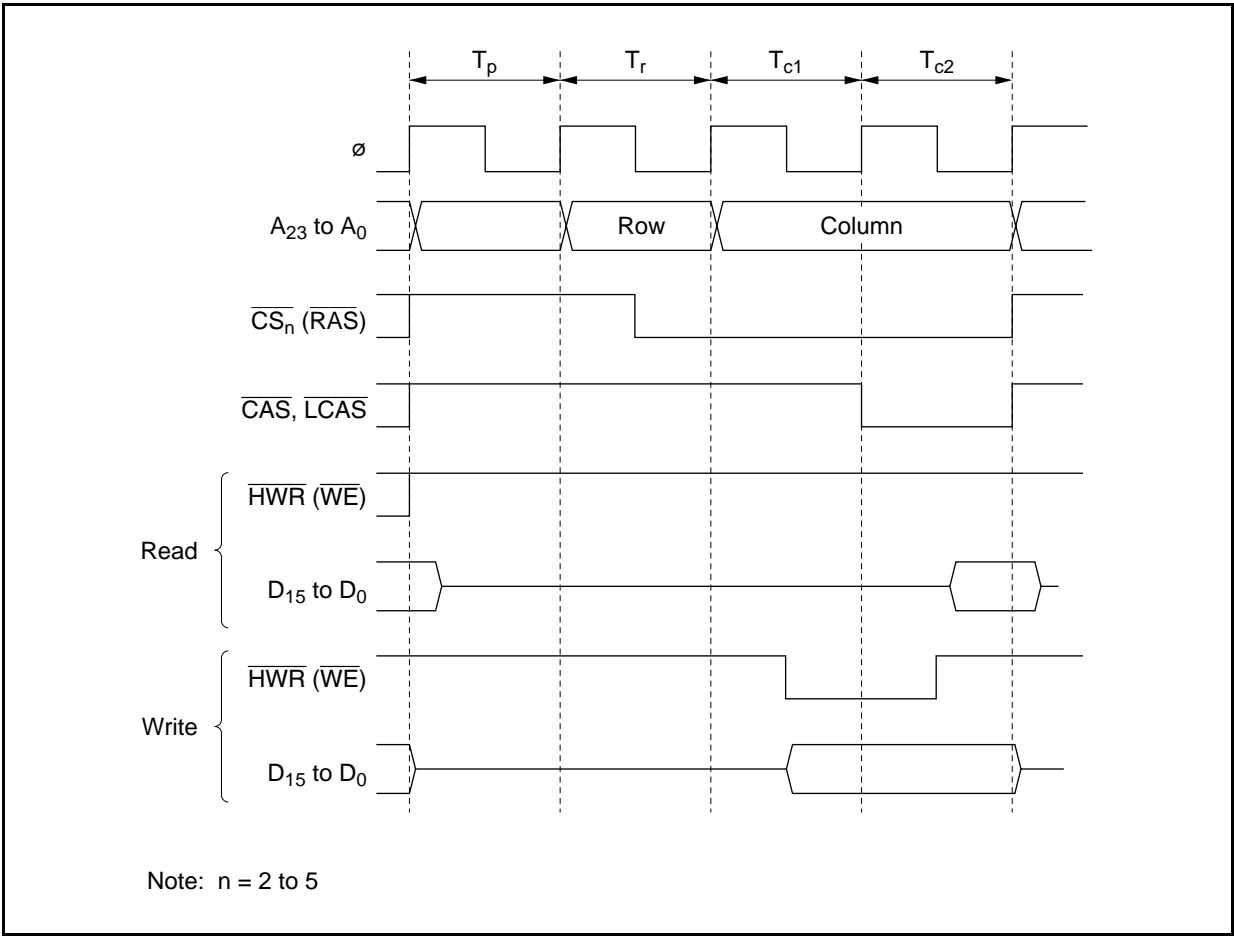 Tp Tr Tc1 Tc2
ø
A23 to A0 Row Column
CSn (RAS)
CAS, LCAS
HWR (WE)
Read
D15 to D0
HWR (WE)
Write
D15 to D0
Note: n = 2 to 5